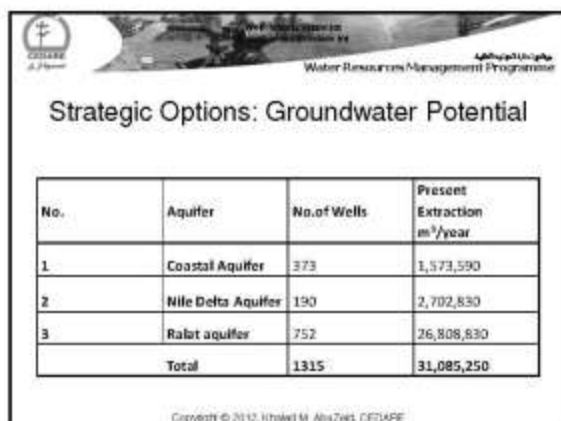 CEDARE
Water Resources Management Programme
Strategic Options: Groundwater Potential
No. Aquifer No.of Wells Present Extraction m³/year
1 Coastal Aquifer 373 1,573,590
2 Nile Delta Aquifer 190 2,702,830
3 Ralat aquifer 752 26,808,830
Total 1315 31,085,250
Copyright © 2012, Khaled M. AbuZeid, CEDARE